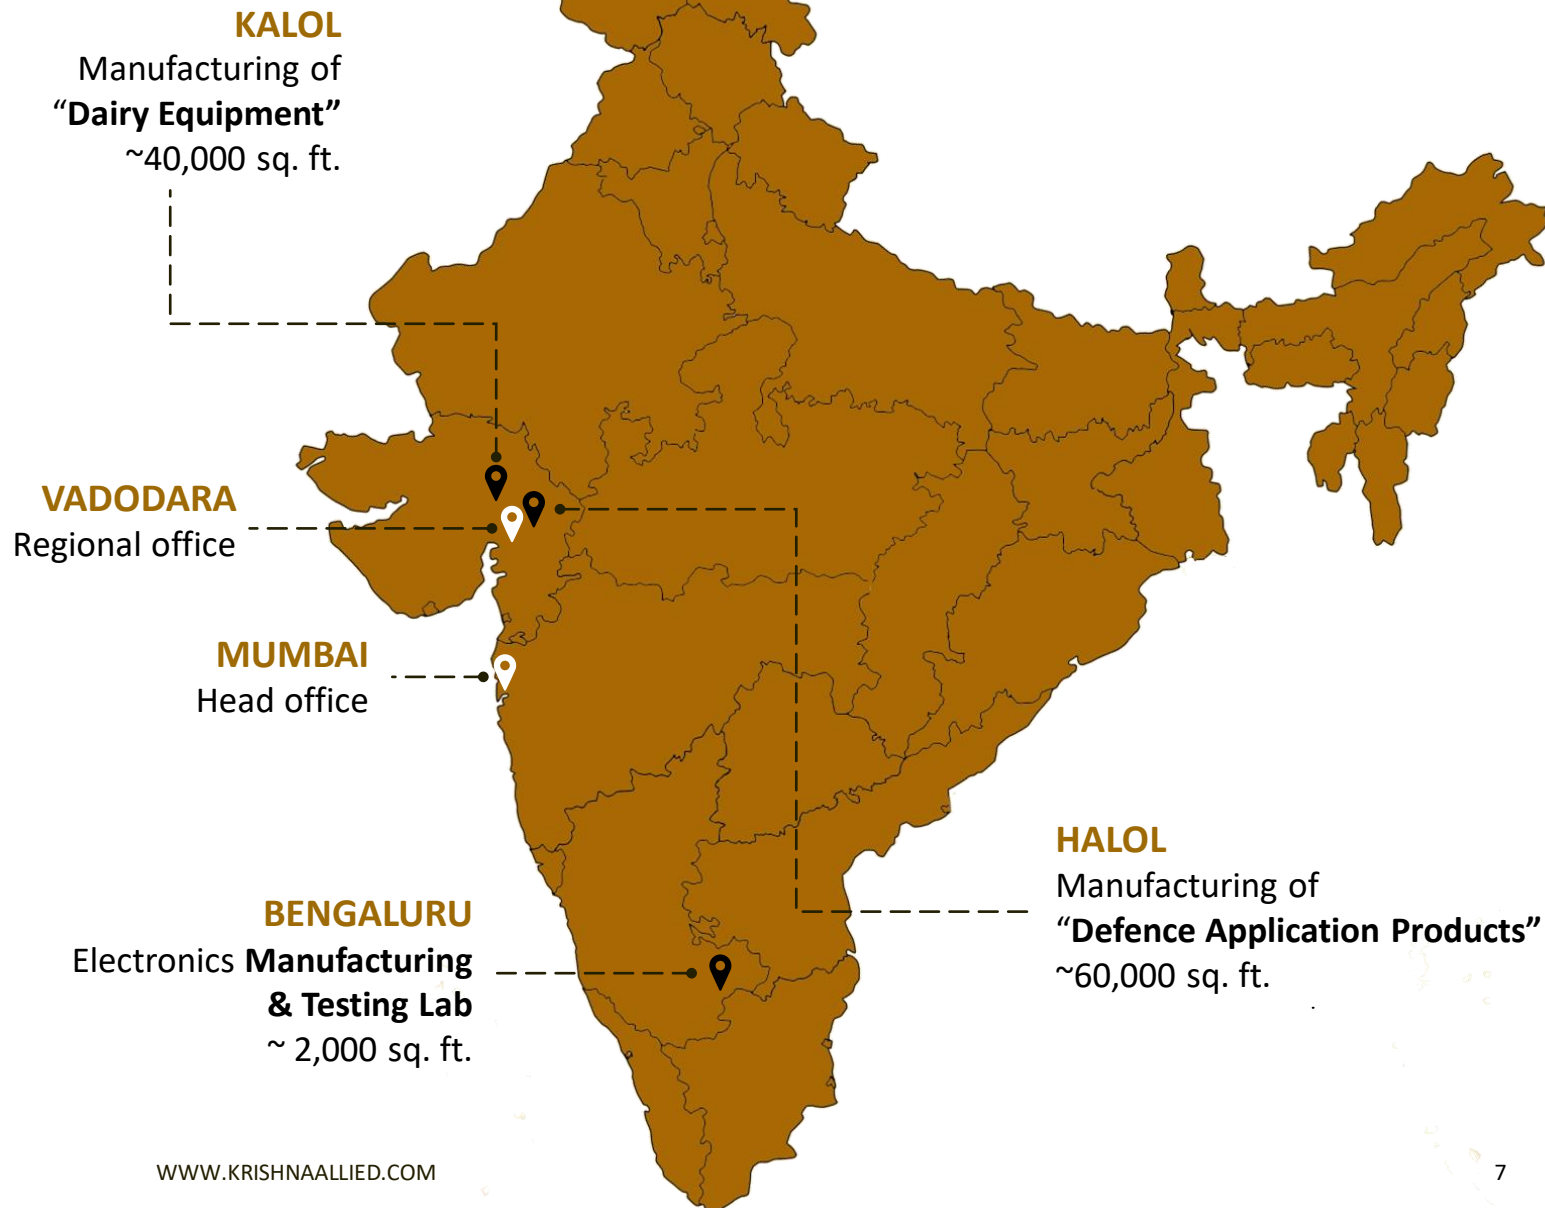 KALOL
Manufacturing of
“Dairy Equipment”
~40,000 sq. ft.
VADODARA
Regional office
MUMBAI
Head office
BENGALURU
Electronics Manufacturing
& Testing Lab
~ 2,000 sq. ft.
HALOL
Manufacturing of
“Defence Application Products”
~60,000 sq. ft.
.
WWW.KRISHNAALLIED.COM
7